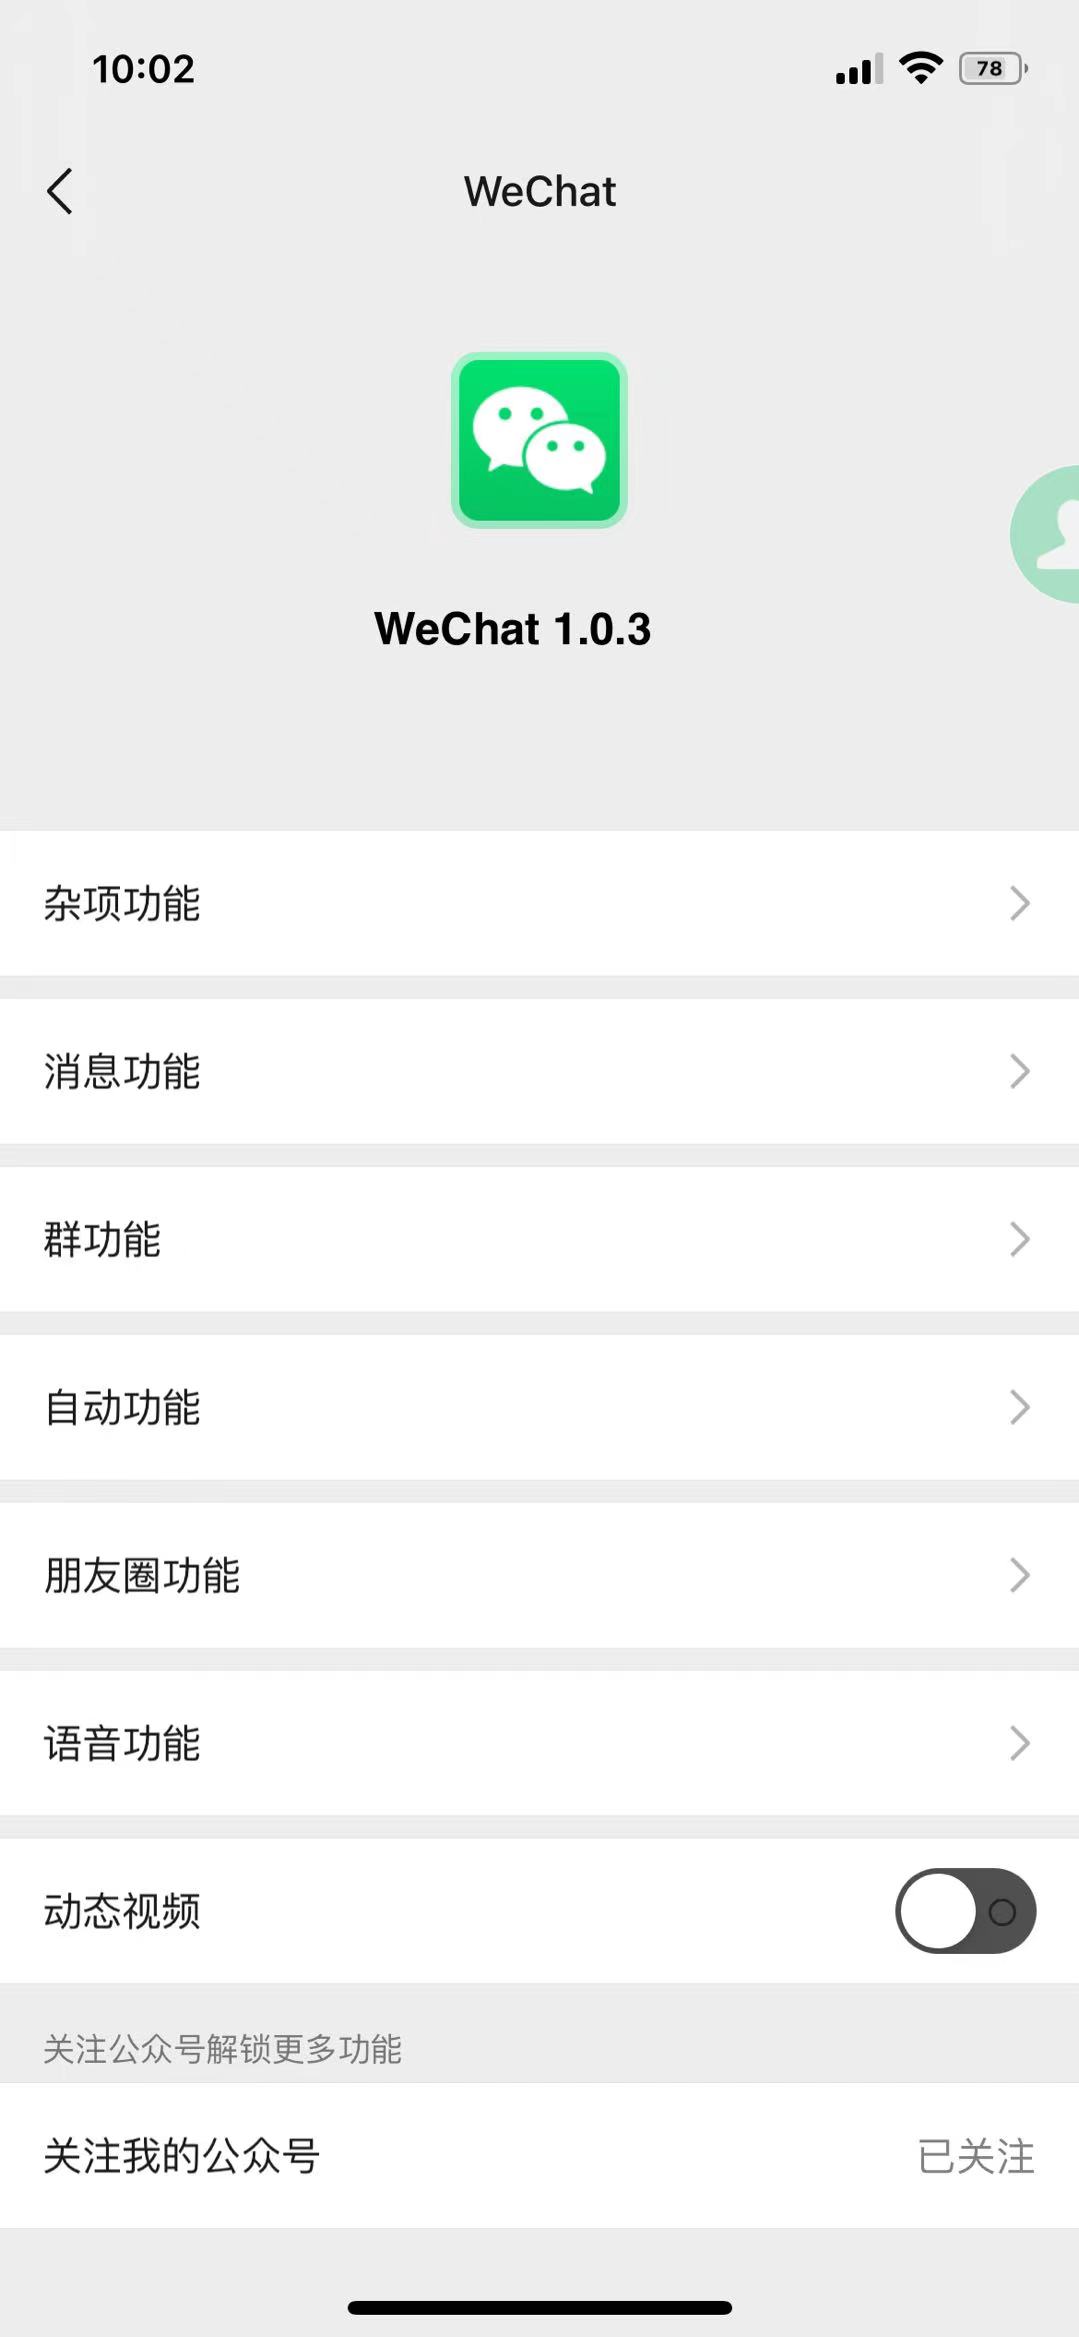 10:02
78
WeChat
WeChat 1.0.3
杂项功能
消息功能
群功能
自动功能
朋友圈功能
语音功能
动态视频
关注公众号解锁更多功能
关注我的公众号
已关注